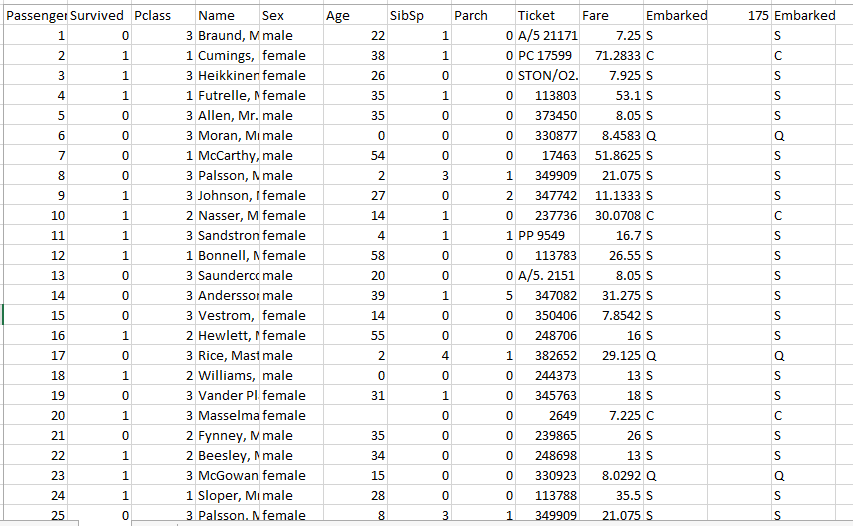 Passenger Survived Pclass Name Sex Age SibSp Parch Ticket Fare Embarked 175 Embarked
1 0 3 Braund, M male 22 1 0 A/5 21171 7.25 S S
2 1 1 Cumings, female 38 1 0 PC 17599 71.2833 C C
3 1 3 Heikkinen female 26 0 0 STON/O2. 7.925 S S
4 1 1 Futrelle, M female 35 1 0 113803 53.1 S S
5 0 3 Allen, Mr. male 35 0 0 373450 8.05 S S
6 0 3 Moran, Mr male 0 0 0 330877 8.4583 Q Q
7 0 1 McCarthy, male 54 0 0 17463 51.8625 S S
8 0 3 Palsson, M male 2 3 1 349909 21.075 S S
9 1 3 Johnson, female 27 0 2 347742 11.1333 S S
10 1 2 Nasser, M female 14 1 0 237736 30.0708 C C
11 1 3 Sandstrom female 4 1 1 PP 9549 16.7 S S
12 1 1 Bonnell, M female 58 0 0 113783 26.55 S S
13 0 3 Saunderco male 20 0 0 A/5. 2151 8.05 S S
14 0 3 Andersson male 39 1 5 347082 31.275 S S
15 0 3 Vestrom, female 14 0 0 350406 7.8542 S S
16 1 2 Hewlett, female 55 0 0 248706 16 S S
17 0 3 Rice, Mast male 2 4 1 382652 29.125 Q Q
18 1 2 Williams, male 0 0 0 244373 13 S S
19 0 3 Vander Pl female 31 1 0 345763 18 S S
20 1 3 Masselma female 0 0 2649 7.225 C C
21 0 2 Fynney, M male 35 0 0 239865 26 S S
22 1 2 Beesley, M male 34 0 0 248698 13 S S
23 1 3 McGowan female 15 0 0 330923 8.0292 Q Q
24 1 1 Sloper, Mr male 28 0 0 113788 35.5 S S
25 0 3 Palsson, M female 8 3 1 349909 21.075 S S